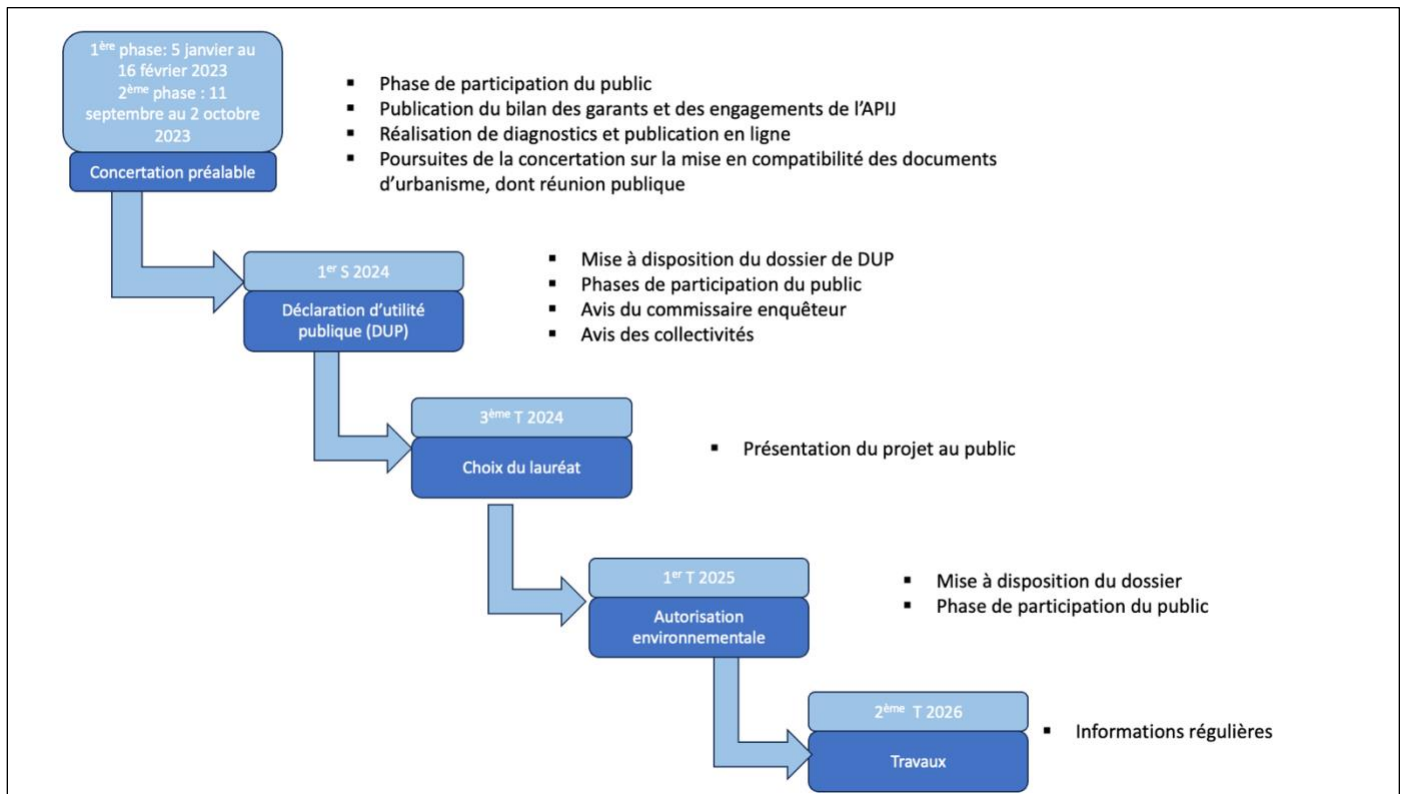 1ère phase: 5 janvier au
16 février 2023
2ème phase : 11
septembre au 2 octobre
2023
Concertation préalable
▪ Phase de participation du public
▪ Publication du bilan des garants et des engagements de l’APIJ
▪ Réalisation de diagnostics et publication en ligne
▪ Poursuites de la concertation sur la mise en compatibilité des documents
d’urbanisme, dont réunion publique
1er S 2024
Déclaration d’utilité
publique (DUP)
▪ Mise à disposition du dossier de DUP
▪ Phases de participation du public
▪ Avis du commissaire enquêteur
▪ Avis des collectivités
3ème T 2024
Choix du lauréat
▪ Présentation du projet au public
1er T 2025
Autorisation
environnementale
▪ Mise à disposition du dossier
▪ Phase de participation du public
2ème T 2026
Travaux
▪ Informations régulières